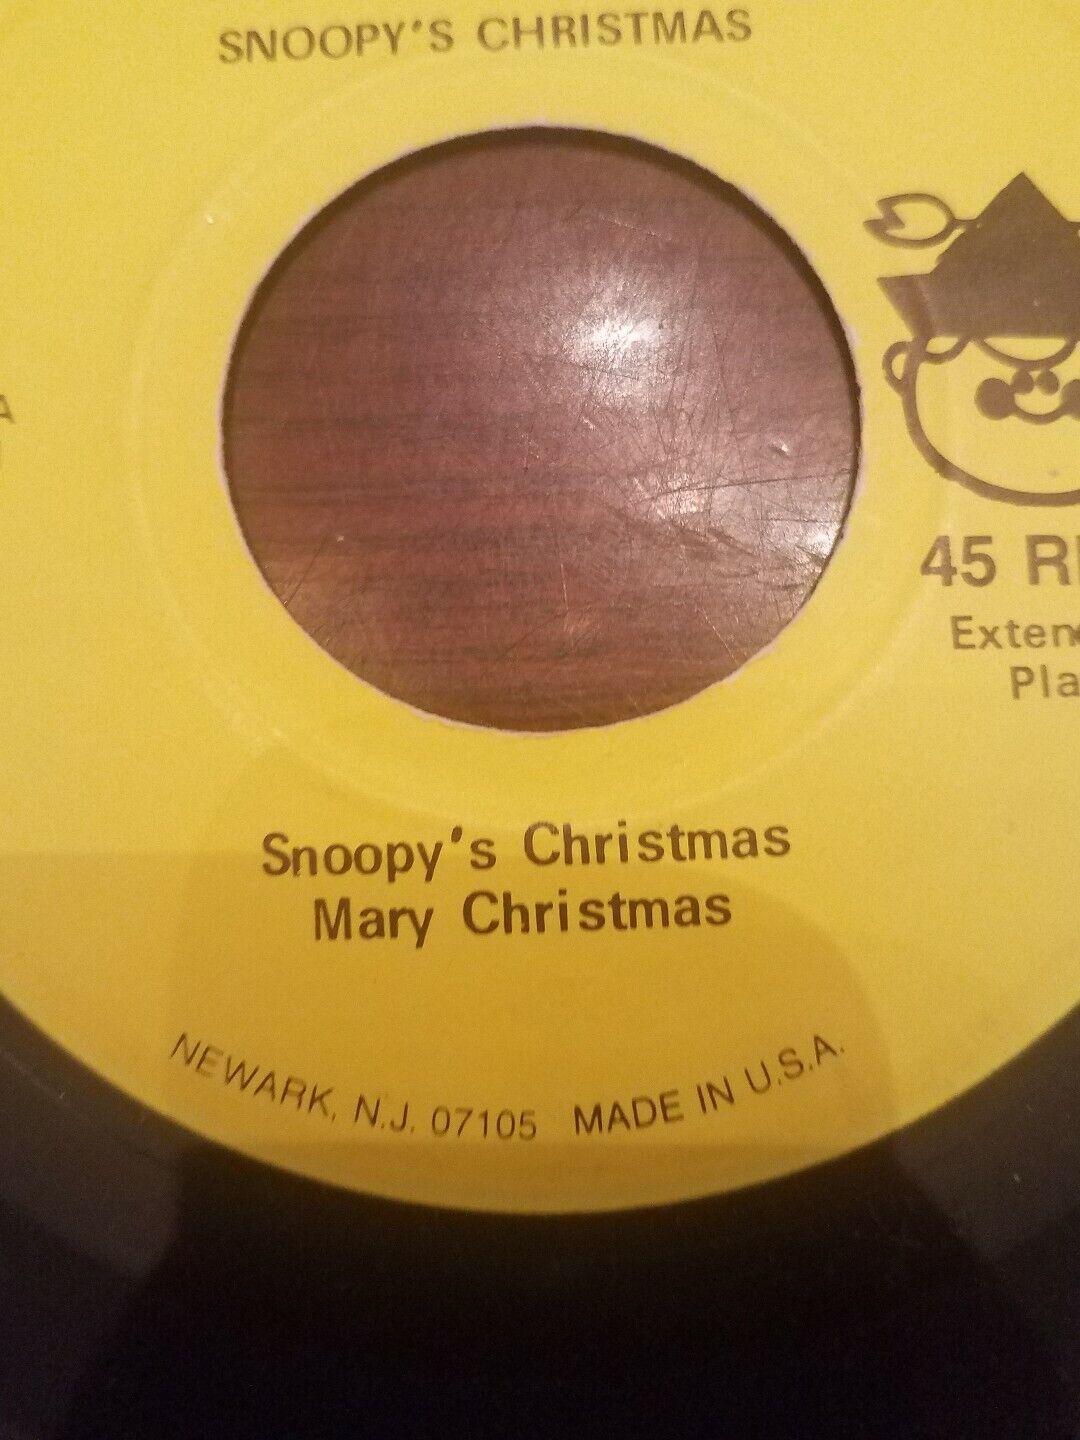 SNOOPY'S CHRISTMAS
A
45
Snoopy's Christmas
Mary Christmas
NEWARK, N.J. 07105 MADE IN U.S.A.